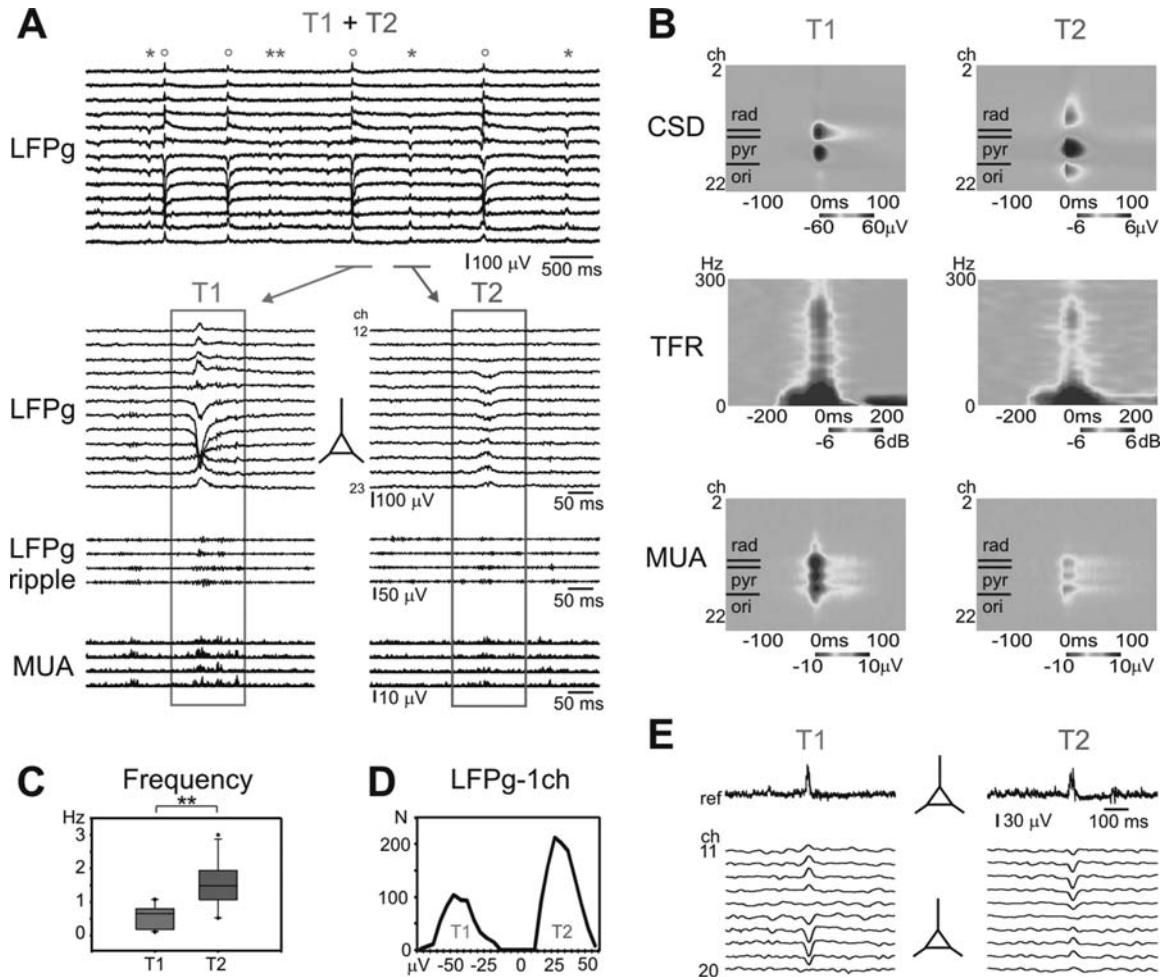 A
T1 + T2
* ° ° ** ° * ° *
LFPg
100 µV
500 ms
T1
T2
LFPg
ch
12
23
100 µV
50 ms
50 ms
LFPg
ripple
50 µV
50 ms
MUA
10 µV
50 ms
B
T1
T2
CSD
ch
2
rad
pyr
ori
22
-100 0ms 100
-60 60µV
ch
2
rad
pyr
ori
22
-100 0ms 100
-6 6µV
TFR
Hz
300
0
-200 0ms 200
-6 6dB
Hz
300
0
-200 0ms 200
-6 6dB
MUA
ch
2
rad
pyr
ori
22
-100 0ms 100
-10 10µV
ch
2
rad
pyr
ori
22
-100 0ms 100
-10 10µV
C
Frequency
**
Hz
3
2
1
0
T1 T2
D
LFPg-1ch
N
200
100
0
T1
T2
µV -50 -25 0 25 50
E
T1
T2
ref
30 µV
100 ms
ch
11
20